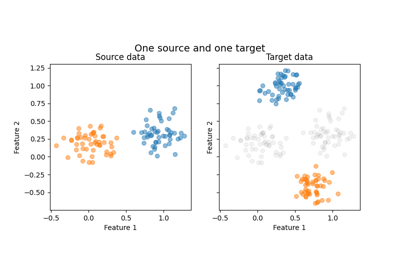 One source and one target
Source data
Target data
1.25
1.00
0.75
0.50
0.25
0.00
−0.25
−0.50
Feature 2
Feature 2
−0.5
0.0
0.5
1.0
−0.5
0.0
0.5
1.0
Feature 1
Feature 1